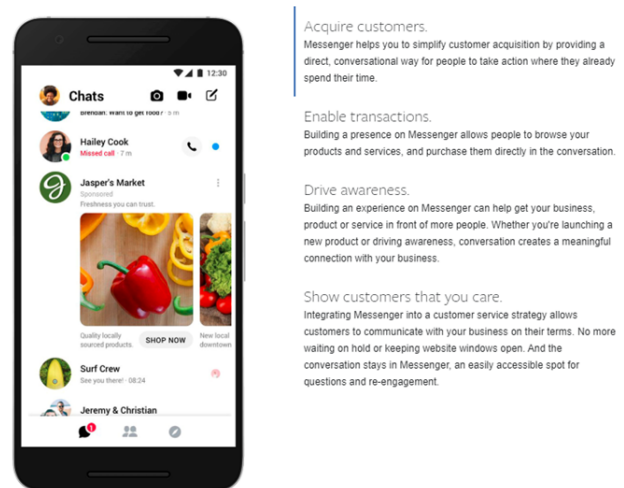 12:30
Chats
Brendan: Want to get food? · 5 m
Hailey Cook
Missed call · 7 m
Jasper's Market
Sponsored
Freshness you can trust.
Quality locally
sourced products.
SHOP NOW
New local
downtown
Surf Crew
See you there! · 08:24
Jeremy & Christian
1
Acquire customers.
Messenger helps you to simplify customer acquisition by providing a
direct, conversational way for people to take action where they already
spend their time.
Enable transactions.
Building a presence on Messenger allows people to browse your
products and services, and purchase them directly in the conversation.
Drive awareness.
Building an experience on Messenger can help get your business,
product or service in front of more people. Whether you're launching a
new product or driving awareness, conversation creates a meaningful
connection with your business.
Show customers that you care.
Integrating Messenger into a customer service strategy allows
customers to communicate with your business on their terms. No more
waiting on hold or keeping website windows open. And the
conversation stays in Messenger, an easily accessible spot for
questions and re-engagement.